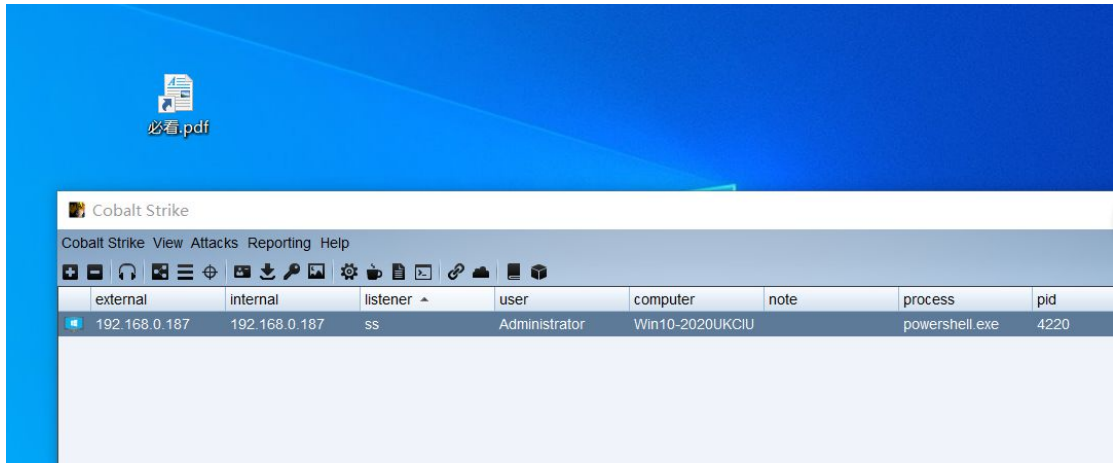 必看.pdf
Cobalt Strike
Cobalt Strike View Attacks Reporting Help
external internal listener user computer note process pid
192.168.0.187 192.168.0.187 ss Administrator Win10-2020UKCIU powershell.exe 4220